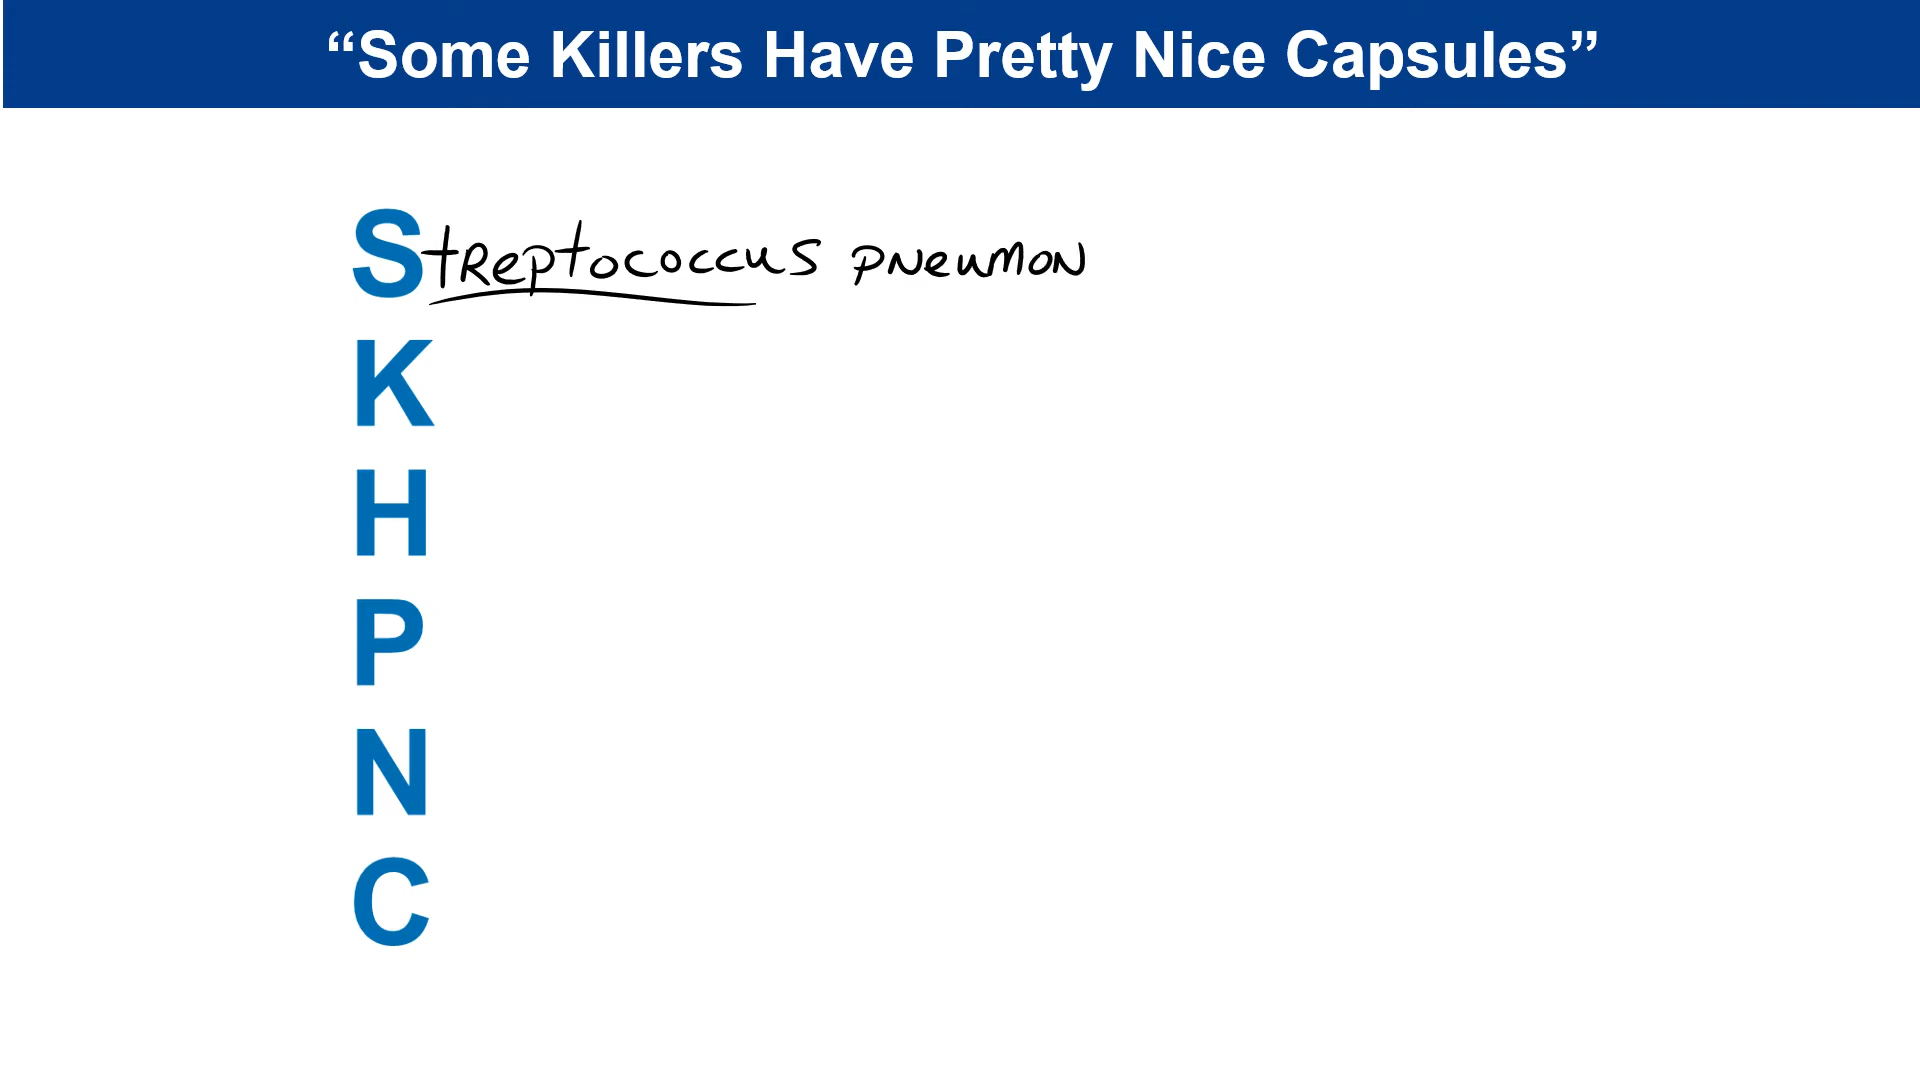 “Some Killers Have Pretty Nice Capsules”
Streptococcus pneumon
K
H
P
N
C